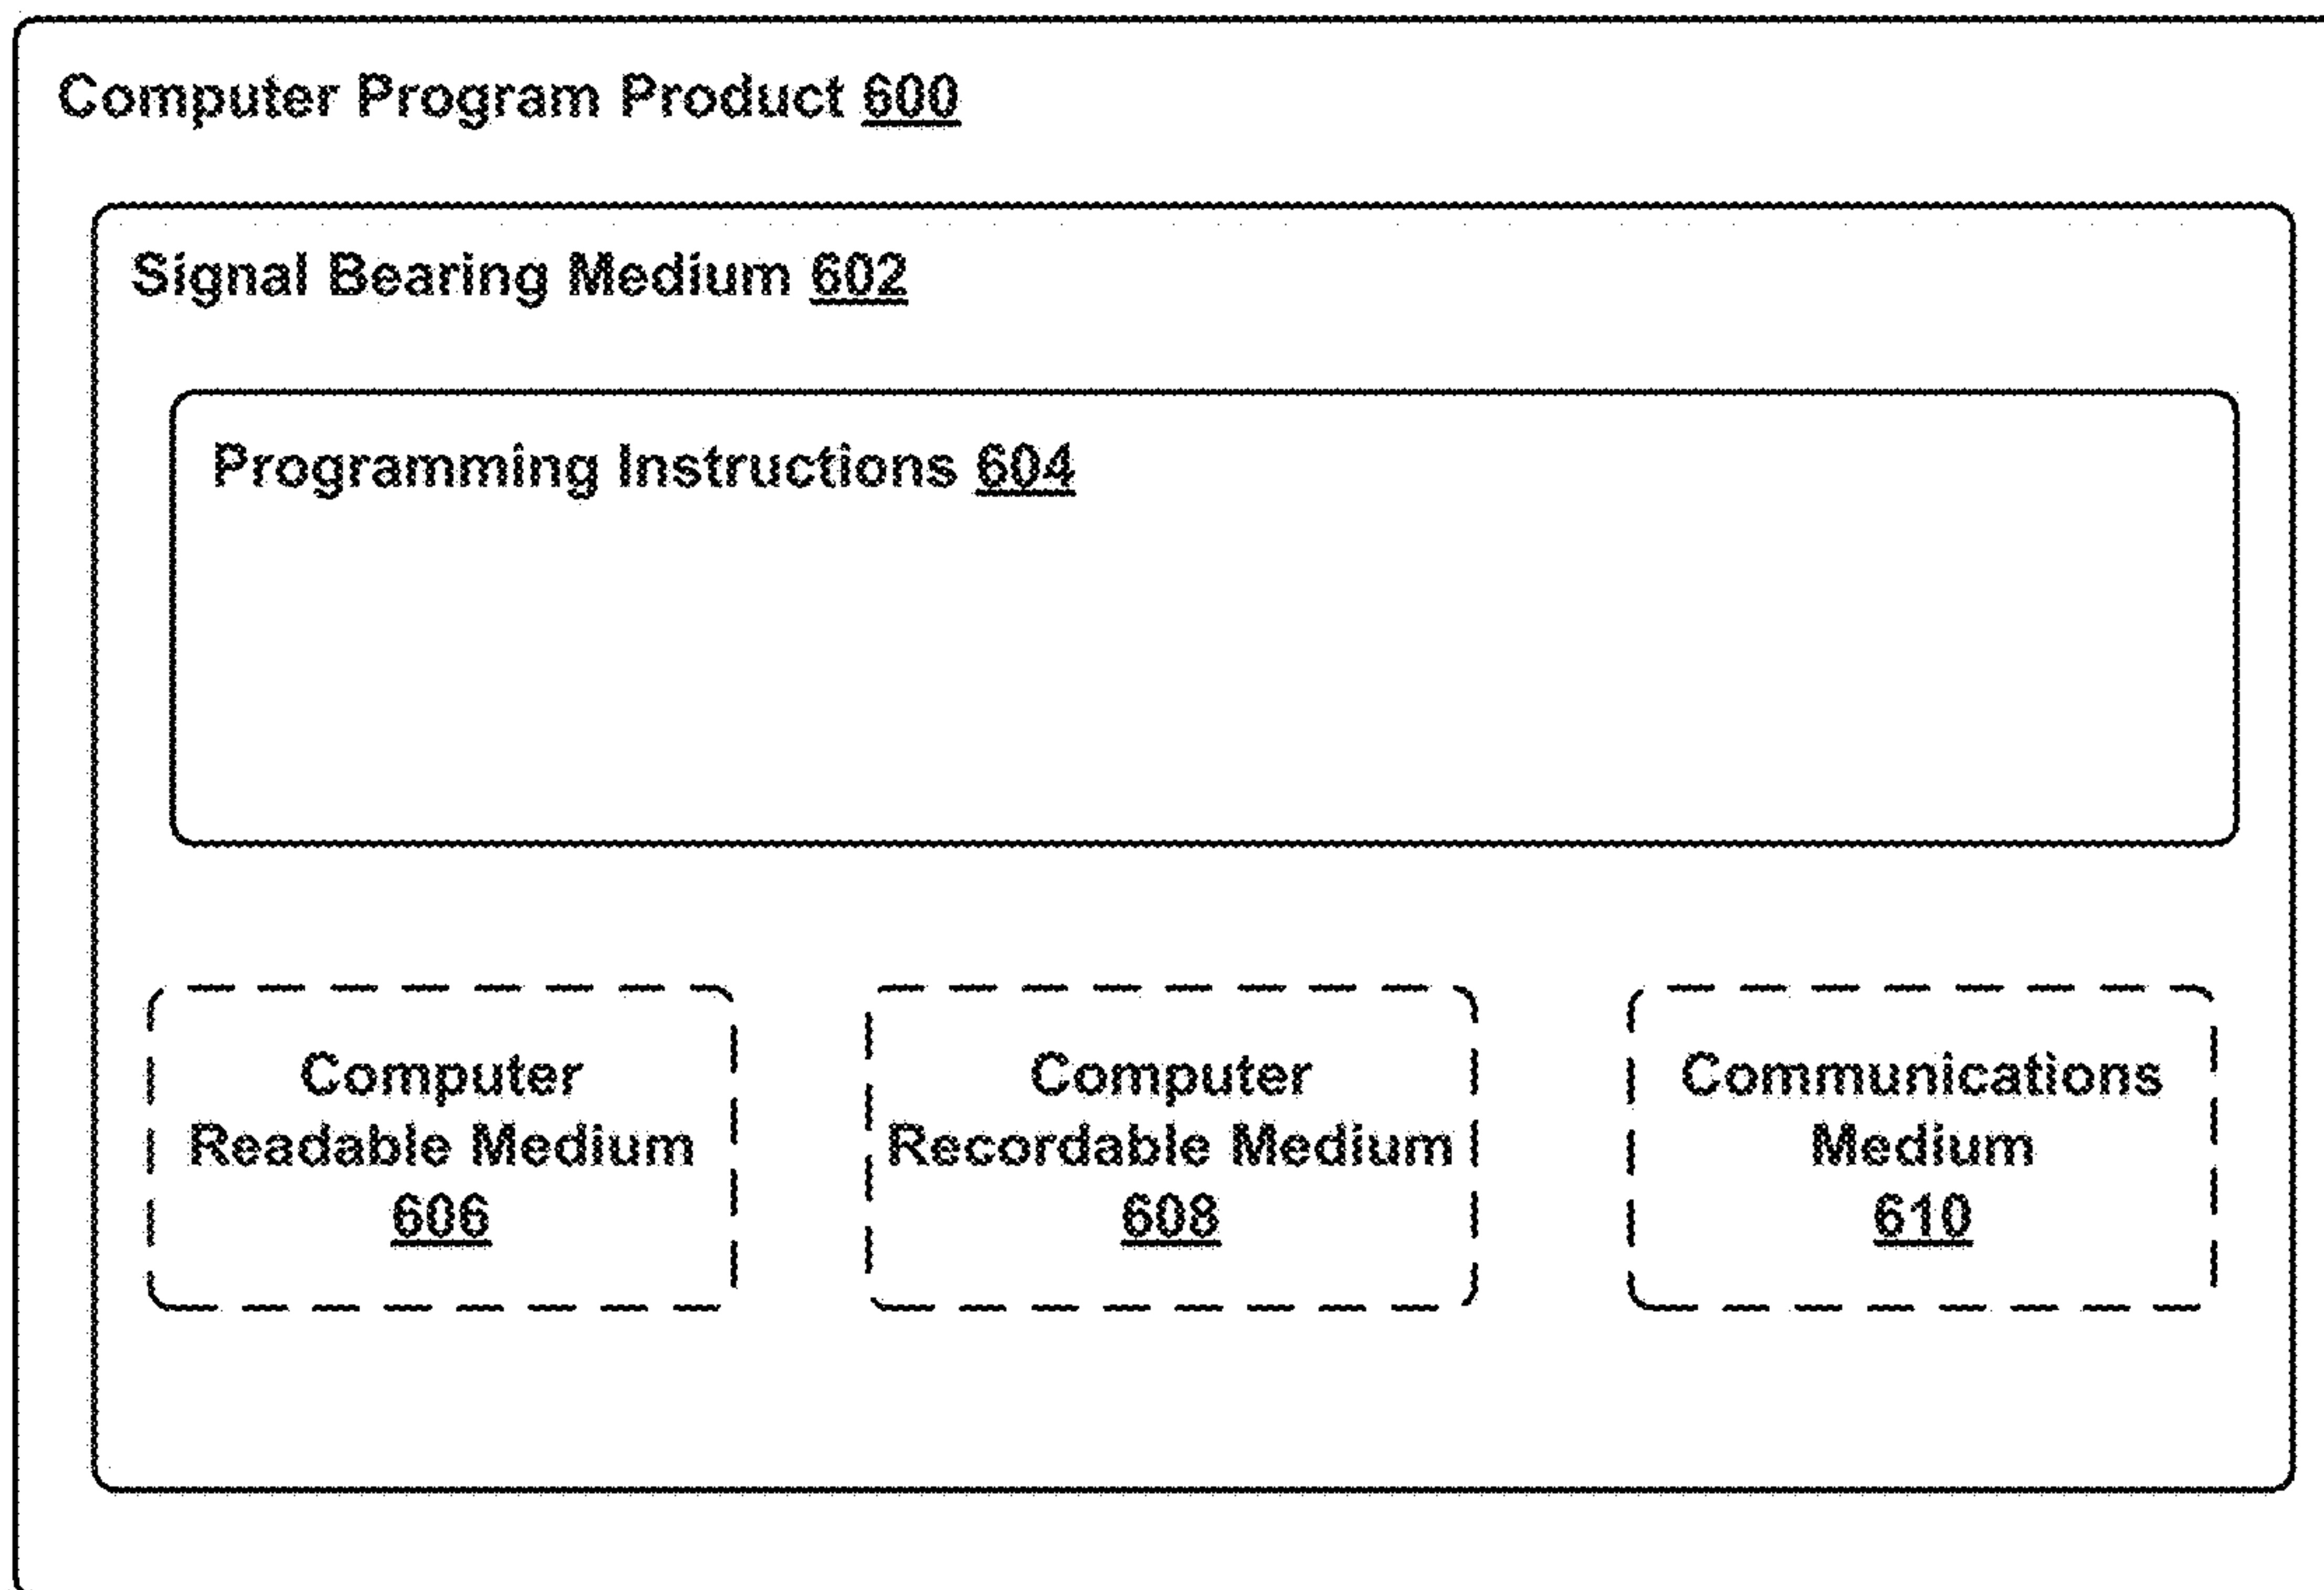 Computer Program Product 600
Signal Bearing Medium 602
Programming Instructions 604
Computer
Readable Medium
606
Computer
Recordable Medium
608
Communications
Medium
610